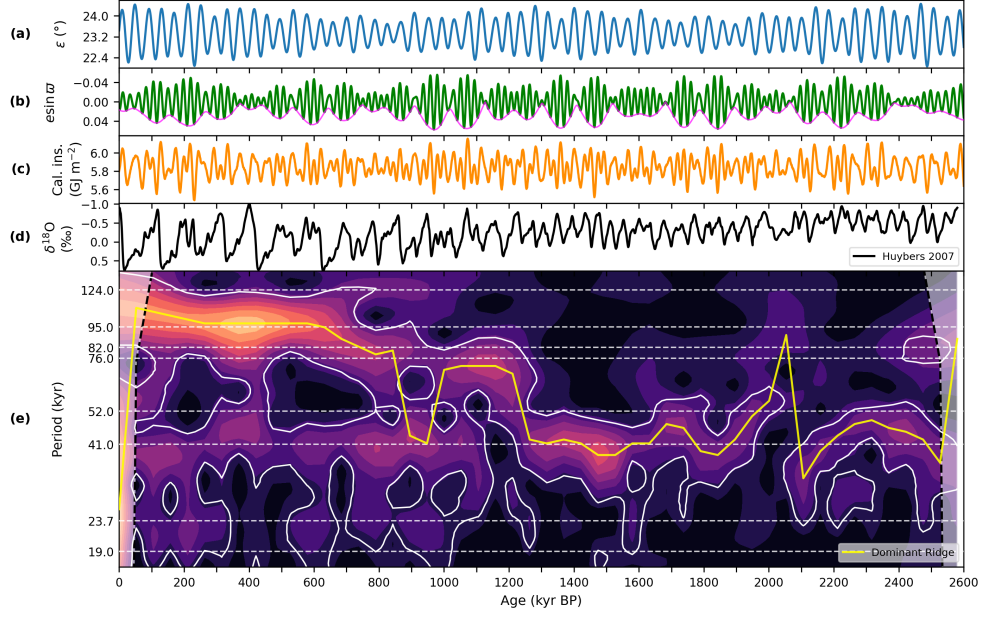 (a)
ε (°)
24.0
23.2
22.4
(b)
esinϖ
−0.04
0.00
0.04
(c)
Cal. ins.
(GJ m⁻²)
6.0
5.8
5.6
(d)
δ¹⁸O
(‰)
−1.0
−0.5
0.0
0.5
Huybers 2007
(e)
Period (kyr)
124.0
95.0
82.0
76.0
52.0
41.0
23.7
19.0
Dominant Ridge
0 200 400 600 800 1000 1200 1400 1600 1800 2000 2200 2400 2600
Age (kyr BP)